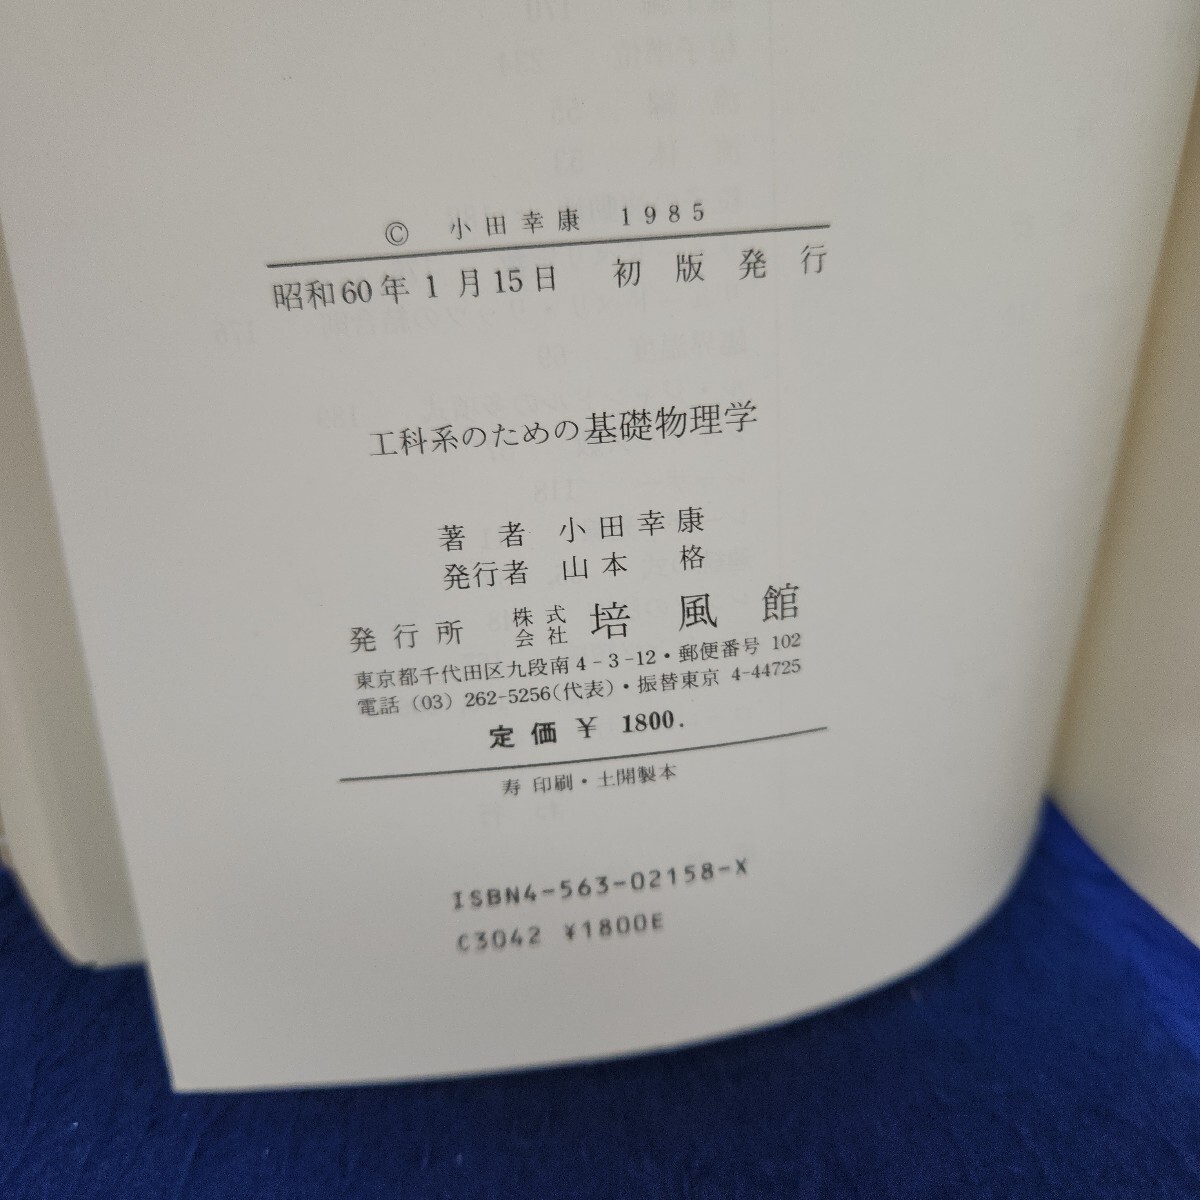 © 小田幸康 1985
昭和60年1月15日 初版発行
工科系のための基礎物理学
著者 小田幸康
発行者 山本 格
発行所 株式会社 培風館
東京都千代田区九段南4-3-12・郵便番号 102
電話 (03) 262-5256(代表)・振替東京 4-44725
定価 ¥ 1800.
寿 印刷・土開製本
ISBN4-563-02158-X
C3042 ¥1800E